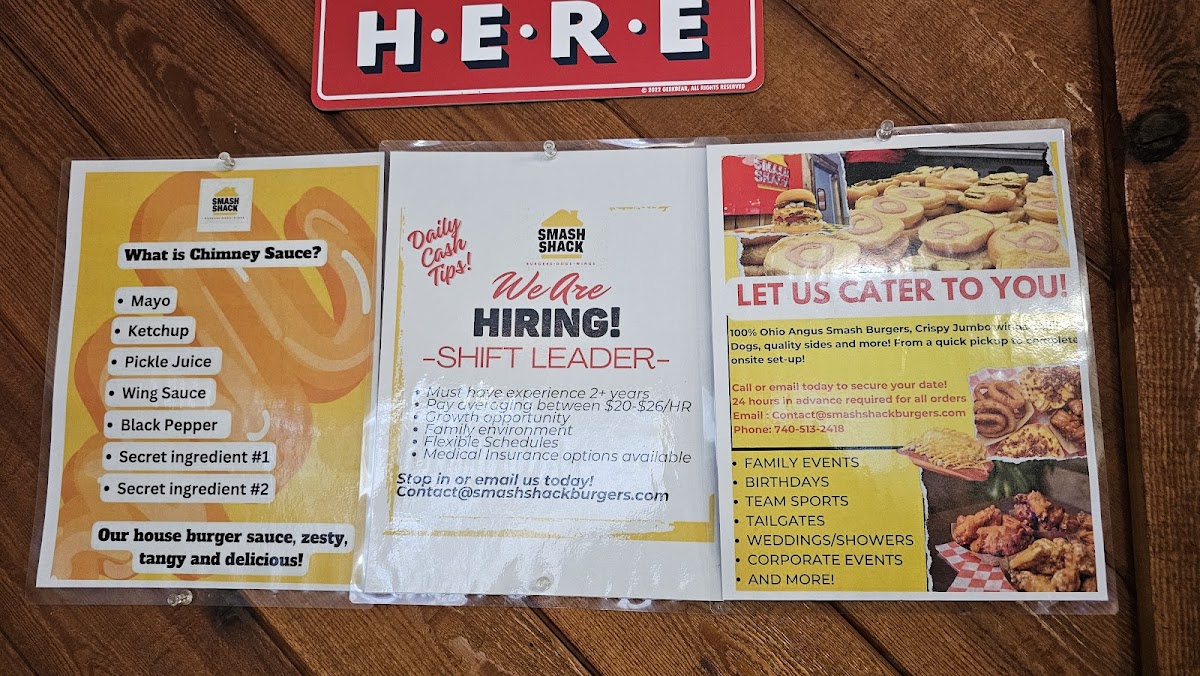 H·E·R·E
© 2022 GEEKBEAR, ALL RIGHTS RESERVED
SMASH
SHACK
What is Chimney Sauce?
• Mayo
• Ketchup
• Pickle Juice
• Wing Sauce
• Black Pepper
• Secret ingredient #1
• Secret ingredient #2
Our house burger sauce, zesty,
tangy and delicious!
Daily
Cash
Tips!
SMASH
SHACK
BURGERS•DOGS•WINGS
We Are
HIRING!
-SHIFT LEADER-
• Must have experience 2+ years
• Pay averaging between $20-$26/HR
• Growth opportunity
• Family environment
• Flexible Schedules
• Medical Insurance options available
Stop in or email us today!
Contact@smashshackburgers.com
SMASH
SHACK
LET US CATER TO YOU!
100% Ohio Angus Smash Burgers, Crispy Jumbo wings
Dogs, quality sides and more! From a quick pickup to complete
onsite set-up!
Call or email today to secure your date!
24 hours in advance required for all orders
Email : Contact@smashshackburgers.com
Phone: 740-513-2418
• FAMILY EVENTS
• BIRTHDAYS
• TEAM SPORTS
• TAILGATES
• WEDDINGS/SHOWERS
• CORPORATE EVENTS
• AND MORE!